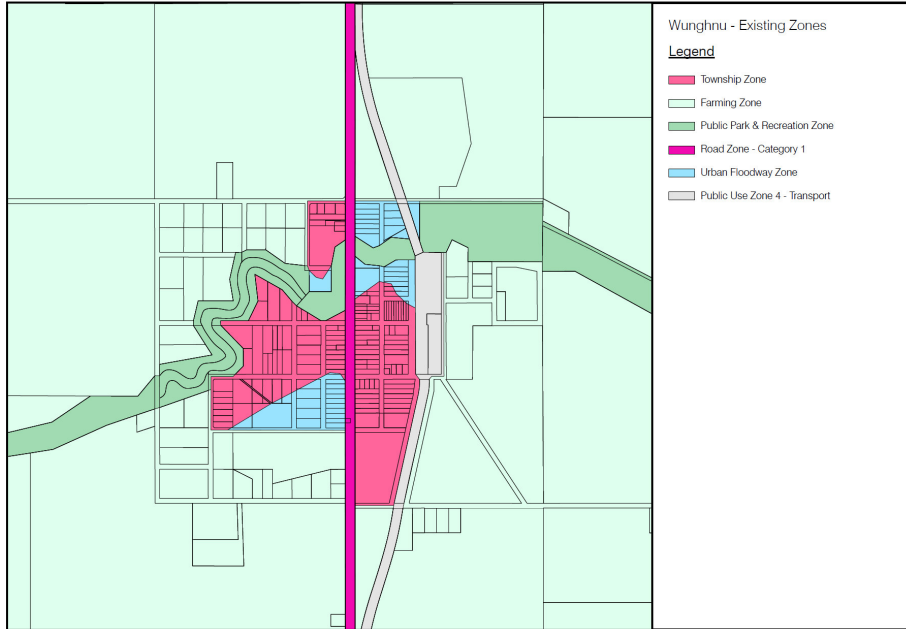 Wunghnu - Existing Zones
Legend
Township Zone
Farming Zone
Public Park & Recreation Zone
Road Zone - Category 1
Urban Floodway Zone
Public Use Zone 4 - Transport